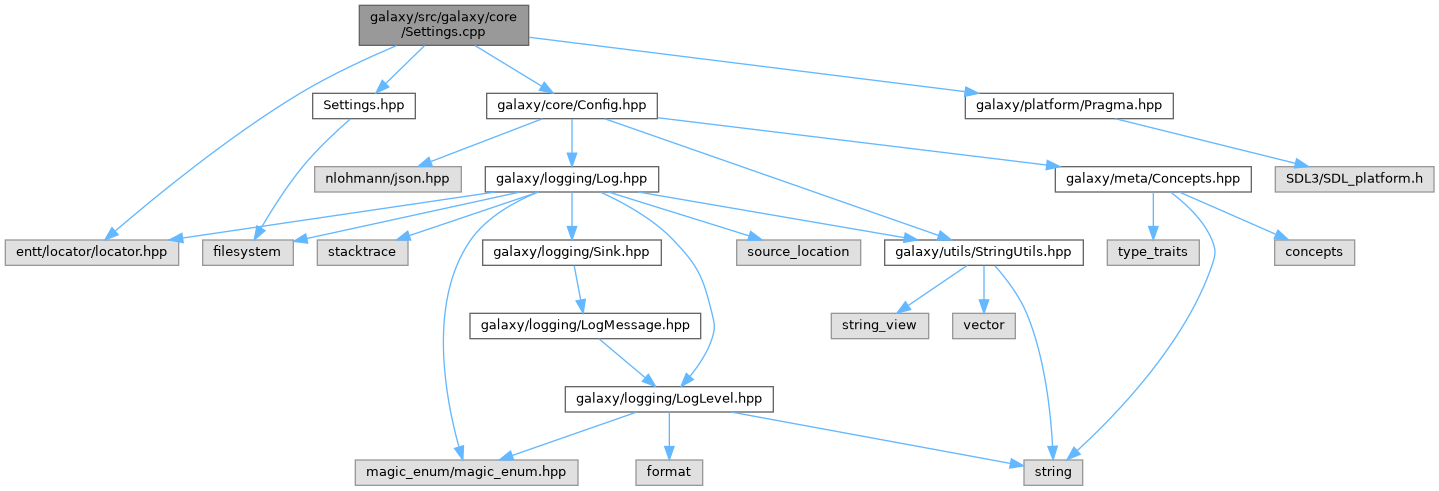 galaxy/src/galaxy/core
/Settings.cpp
Settings.hpp
galaxy/core/Config.hpp
galaxy/platform/Pragma.hpp
nlohmann/json.hpp
galaxy/logging/Log.hpp
galaxy/meta/Concepts.hpp
SDL3/SDL_platform.h
entt/locator/locator.hpp
filesystem
stacktrace
galaxy/logging/Sink.hpp
source_location
galaxy/utils/StringUtils.hpp
type_traits
concepts
galaxy/logging/LogMessage.hpp
string_view
vector
galaxy/logging/LogLevel.hpp
magic_enum/magic_enum.hpp
format
string